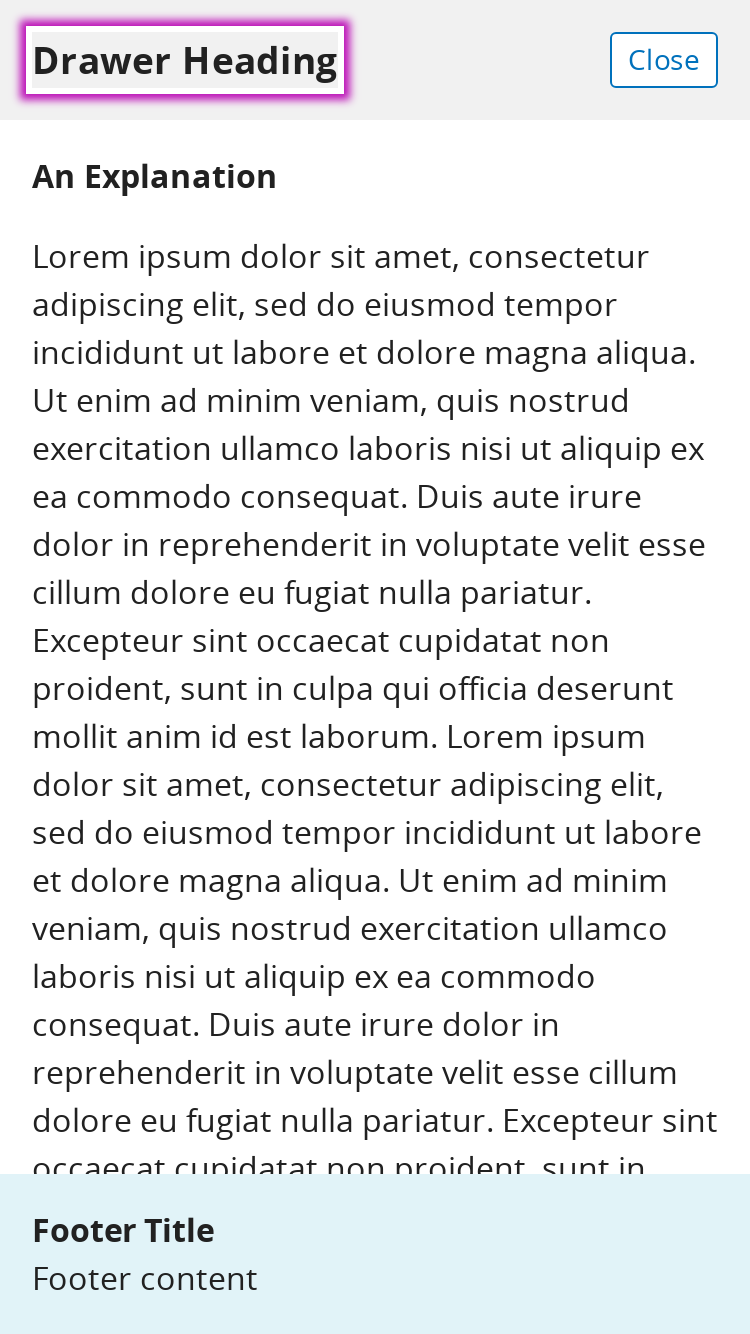 Drawer Heading
Close
An Explanation
Lorem ipsum dolor sit amet, consectetur
adipiscing elit, sed do eiusmod tempor
incididunt ut labore et dolore magna aliqua.
Ut enim ad minim veniam, quis nostrud
exercitation ullamco laboris nisi ut aliquip ex
ea commodo consequat. Duis aute irure
dolor in reprehenderit in voluptate velit esse
cillum dolore eu fugiat nulla pariatur.
Excepteur sint occaecat cupidatat non
proident, sunt in culpa qui officia deserunt
mollit anim id est laborum. Lorem ipsum
dolor sit amet, consectetur adipiscing elit,
sed do eiusmod tempor incididunt ut labore
et dolore magna aliqua. Ut enim ad minim
veniam, quis nostrud exercitation ullamco
laboris nisi ut aliquip ex ea commodo
consequat. Duis aute irure dolor in
reprehenderit in voluptate velit esse cillum
dolore eu fugiat nulla pariatur. Excepteur sint
occaecat cupidatat non proident, sunt in
Footer Title
Footer content